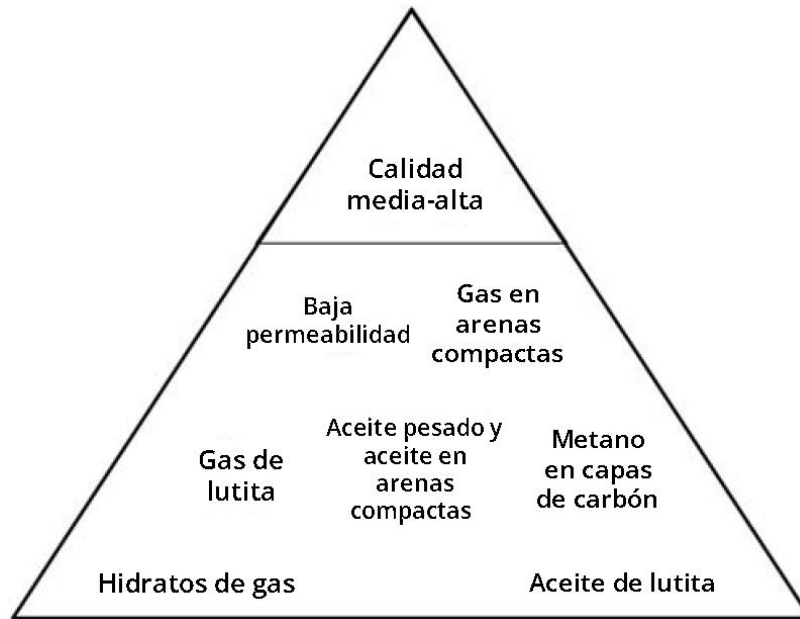 Calidad
media-alta
Baja
permeabilidad
Gas en
arenas
compactas
Gas de
lutita
Aceite pesado y
aceite en
arenas
compactas
Metano
en capas
de carbón
Hidratos de gas
Aceite de lutita